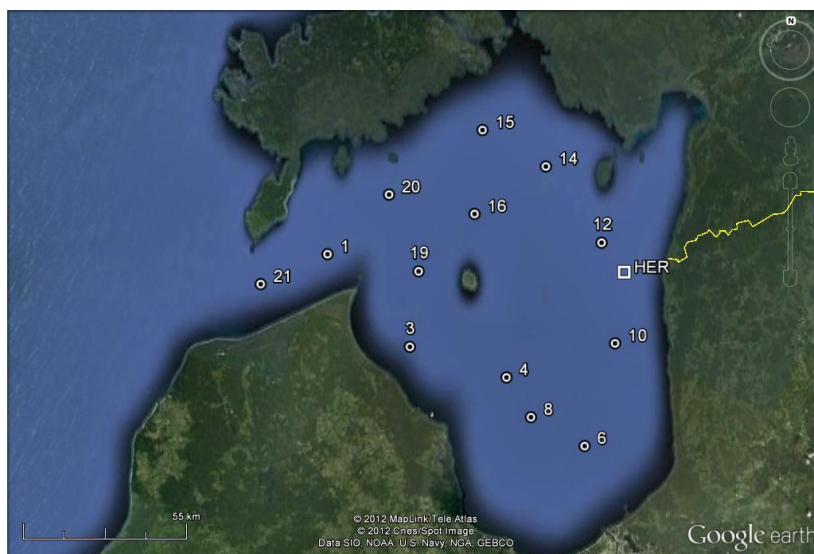 N
15
14
20
16
12
1
19
HER
21
3
10
4
8
6
55 km
© 2012 MapLink/Tele Atlas
© 2012 Cnes/Spot Image
Data SIO, NOAA, U.S. Navy, NGA, GEBCO
Google earth